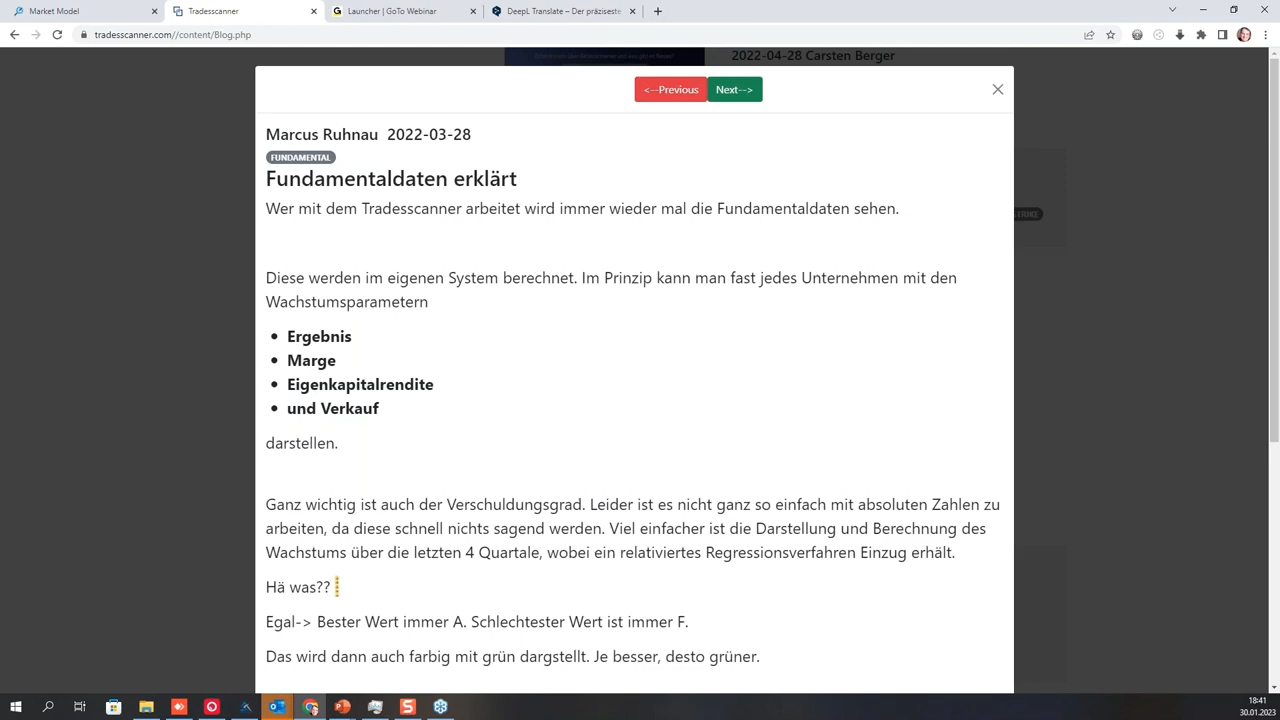 Market Model
Tradesscanner
Launcher | GoTo Webinar
DeepL Translate – Der präziseste
tradesscanner.com//content/Blog.php
2022-04-28 Carsten Berger
<--Previous
Next-->
Marcus Ruhnau 2022-03-28
FUNDAMENTAL
Fundamentaldaten erklärt
Wer mit dem Tradesscanner arbeitet wird immer wieder mal die Fundamentaldaten sehen.
Diese werden im eigenen System berechnet. Im Prinzip kann man fast jedes Unternehmen mit den
Wachstumsparametern
• Ergebnis
• Marge
• Eigenkapitalrendite
• und Verkauf
darstellen.
Ganz wichtig ist auch der Verschuldungsgrad. Leider ist es nicht ganz so einfach mit absoluten Zahlen zu
arbeiten, da diese schnell nichts sagend werden. Viel einfacher ist die Darstellung und Berechnung des
Wachstums über die letzten 4 Quartale, wobei ein relativiertes Regressionsverfahren Einzug erhält.
Hä was??
Egal-> Bester Wert immer A. Schlechtester Wert ist immer F.
Das wird dann auch farbig mit grün dargstellt. Je besser, desto grüner.
18:41
30.01.2023